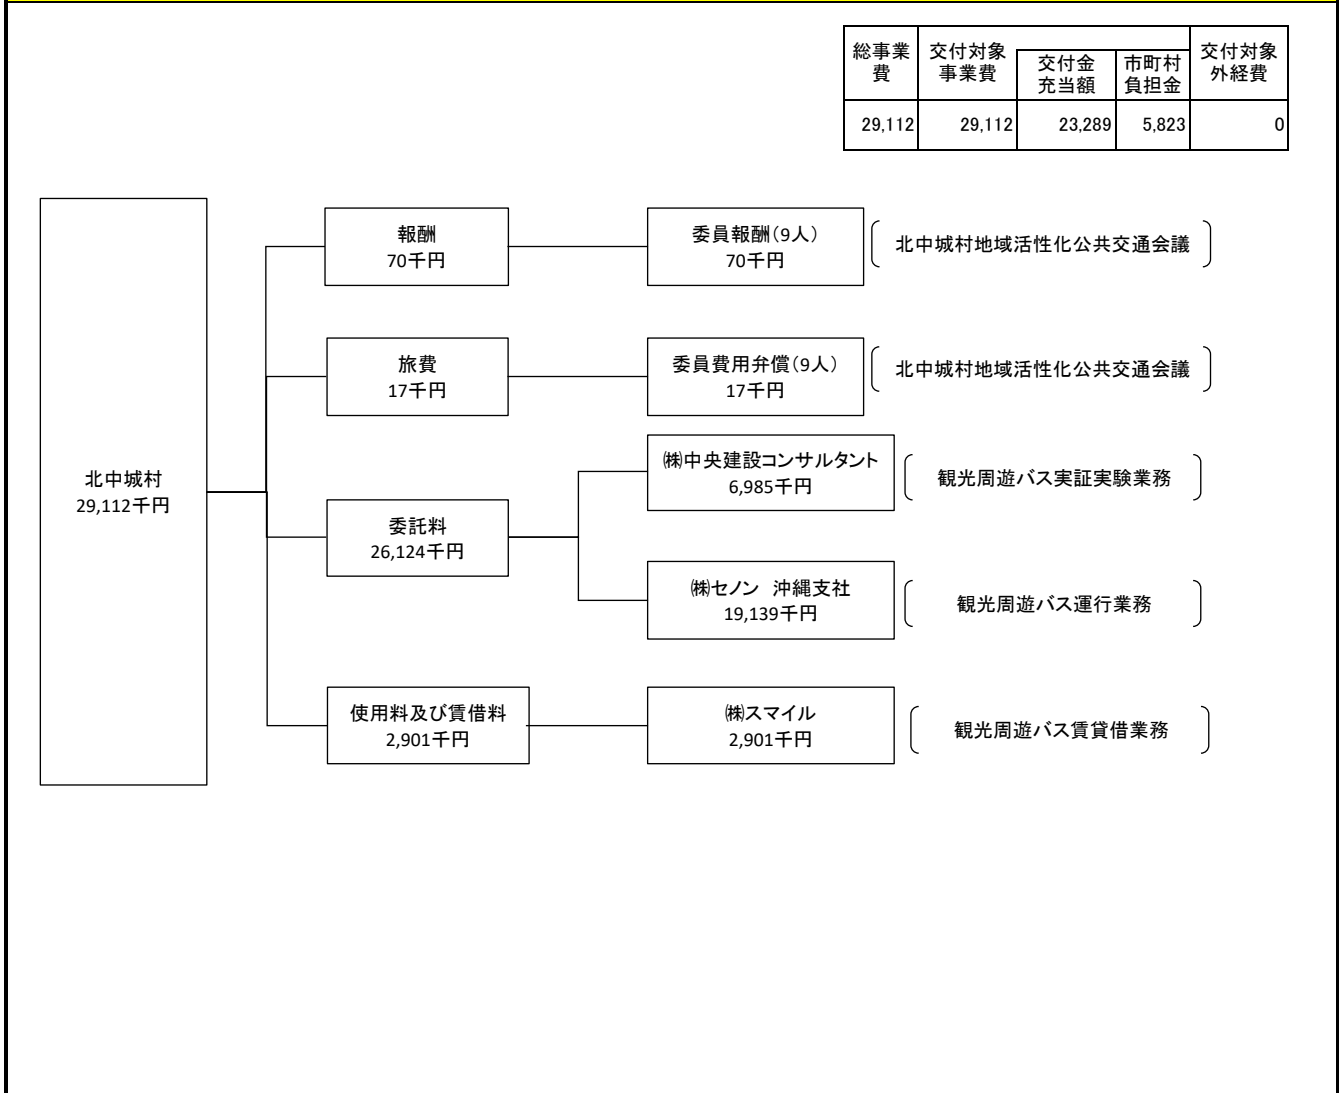 総事業費
交付対象事業費
交付金充当額
市町村負担金
交付対象外経費
29,112 29,112 23,289 5,823 0
北中城村
29,112千円
報酬
70千円
委員報酬(9人)
70千円
北中城村地域活性化公共交通会議
旅費
17千円
委員費用弁償(9人)
17千円
北中城村地域活性化公共交通会議
委託料
26,124千円
㈱中央建設コンサルタント
6,985千円
観光周遊バス実証実験業務
㈱セノン 沖縄支社
19,139千円
観光周遊バス運行業務
使用料及び賃借料
2,901千円
㈱スマイル
2,901千円
観光周遊バス賃貸借業務